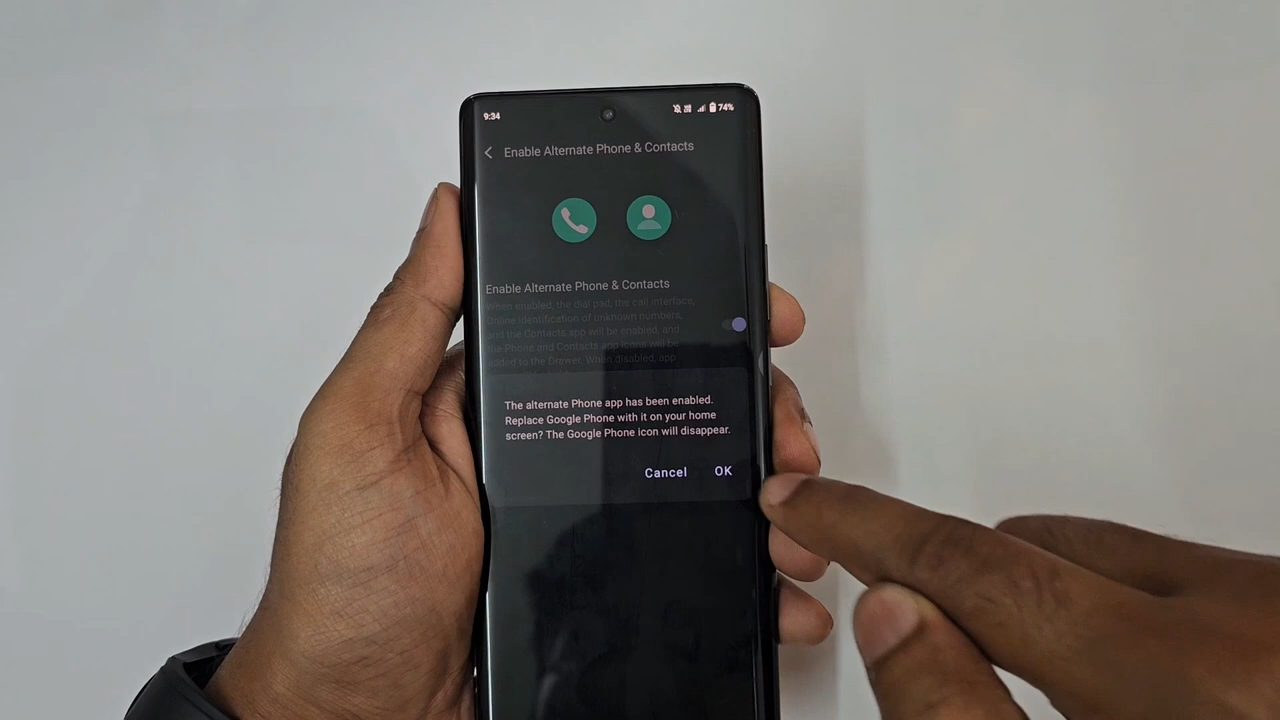 9:34
74%
Enable Alternate Phone & Contacts
Enable Alternate Phone & Contacts
When enabled, the dial pad, the call interface,
Online identification of unknown numbers,
and the Contacts app will be enabled, and
the Phone and Contacts app icons will be
added to the Drawer. When disabled, app
The alternate Phone app has been enabled.
Replace Google Phone with it on your home
screen? The Google Phone icon will disappear.
Cancel
OK